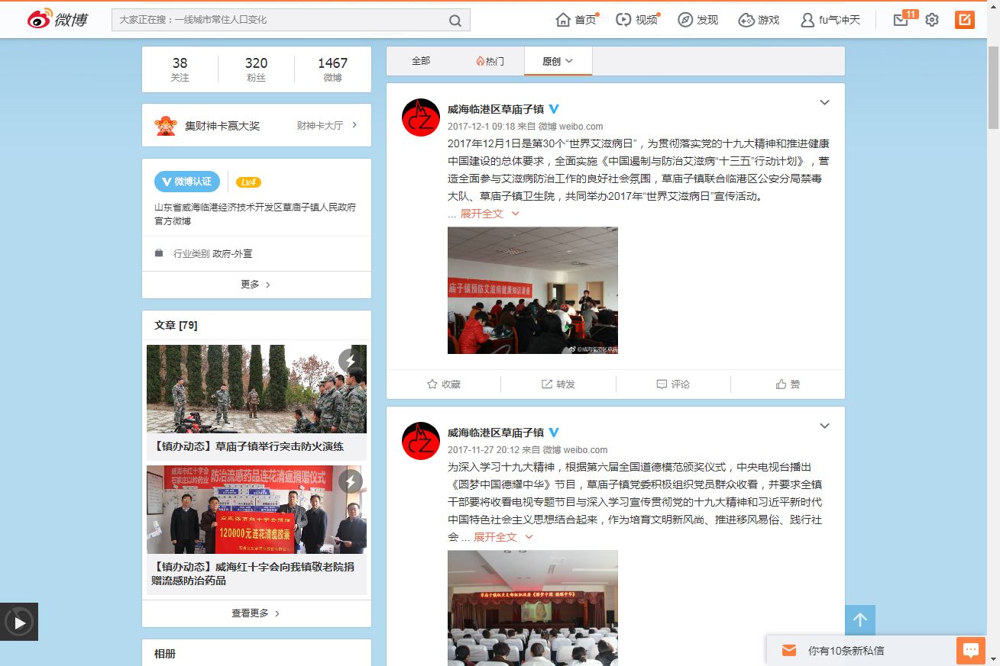 微博
大家正在搜：一线城市常住人口变化
首页
视频
发现
游戏
fu气冲天
11
38
关注
320
粉丝
1467
微博
集财神卡赢大奖
财神卡大厅
V 微博认证
Lv4
山东省威海临港经济技术开发区草庙子镇人民政府
官方微博
行业类别 政府-外宣
更多
文章 [79]
【镇办动态】草庙子镇举行突击防火演练
威海市红十字会
石家庄以岭药业
防治流感药品连花清瘟捐赠仪式
120000元连花清瘟胶囊
【镇办动态】威海红十字会向我镇敬老院捐
赠流感防治药品
查看更多
相册
全部
热门
原创
威海临港区草庙子镇 V
2017-12-1 09:18 来自 微博 weibo.com
2017年12月1日是第30个“世界艾滋病日”，为贯彻落实党的十九大精神和推进健康
中国建设的总体要求，全面实施《中国遏制与防治艾滋病“十三五”行动计划》，营
造全面参与艾滋病防治工作的良好社会氛围，草庙子镇联合临港区公安分局禁毒
大队、草庙子镇卫生院，共同举办2017年“世界艾滋病日”宣传活动。
... 展开全文
庙子镇预防艾滋病健康知识讲座
@威海临港区草庙
收藏
转发
评论
赞
威海临港区草庙子镇 V
2017-11-27 20:12 来自 微博 weibo.com
为深入学习十九大精神，根据第六届全国道德模范颁奖仪式，中央电视台播出
《圆梦中国德耀中华》节目，草庙子镇党委积极组织党员群众收看，并要求全镇
干部要将收看电视专题节目与深入学习宣传贯彻党的十九大精神和习近平新时代
中国特色社会主义思想结合起来，作为培育文明新风尚、推进移风易俗、践行社
会 ... 展开全文
草庙子镇机关支部组织收看《圆梦中国 德耀中华》
你有10条新私信